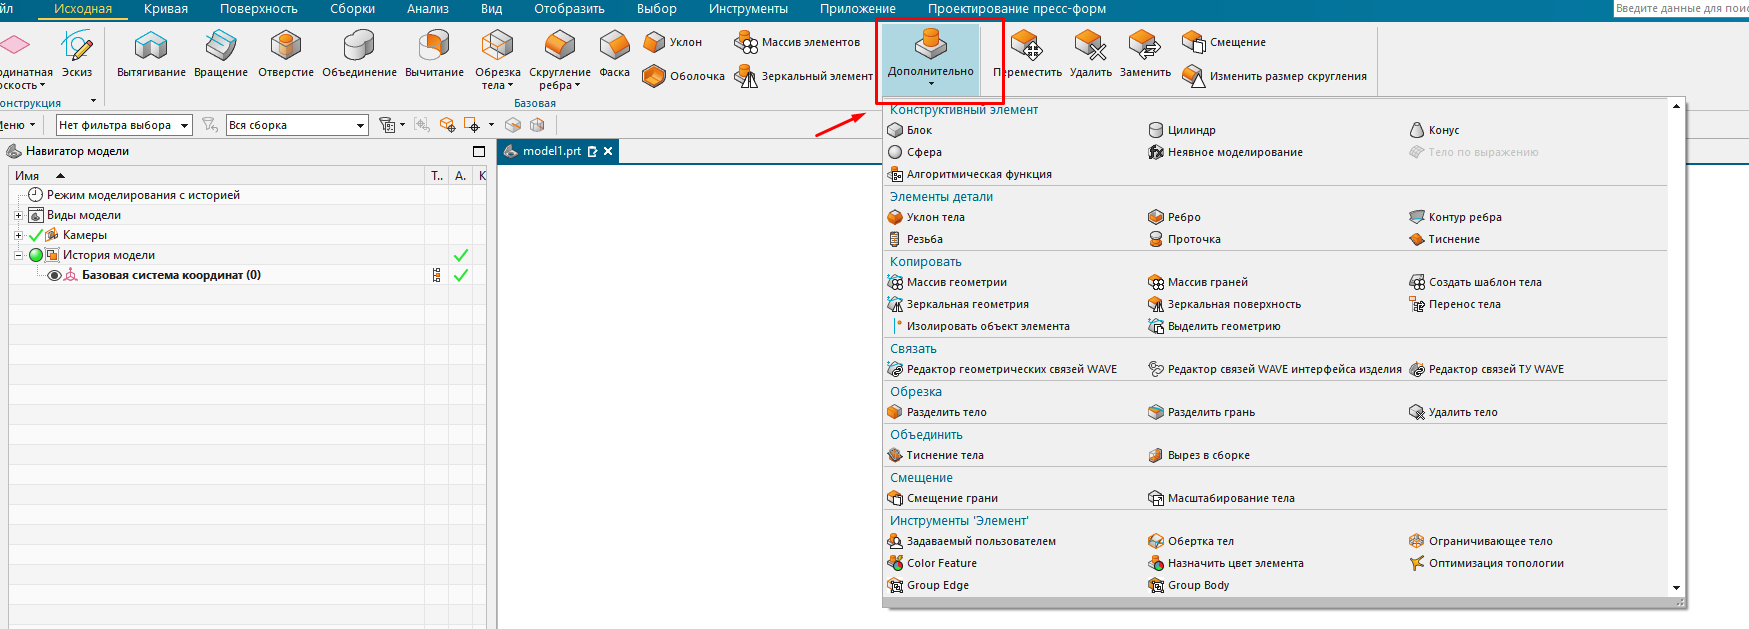 йл Исходная Кривая Поверхность Сборки Анализ Вид Отобразить Выбор Инструменты Приложение Проектирование пресс-форм Введите данные для пои
рдинатная
оскость
Эскиз
Вытягивание
Вращение
Отверстие
Объединение
Вычитание
Обрезка
тела
Скругление
ребра
Фаска
Уклон
Оболочка
Массив элементов
Зеркальный элемент
Дополнительно
Переместить
Удалить
Заменить
Смещение
Изменить размер скругления
онструкция
Базовая
еню
Нет фильтра выбора
Вся сборка
Навигатор модели
model1.prt
Имя Т.. А. К
Режим моделирования с историей
Виды модели
Камеры
История модели
Базовая система координат (0)
Конструктивный элемент
Блок Цилиндр Конус
Сфера Неявное моделирование Тело по выражению
Алгоритмическая функция
Элементы детали
Уклон тела Ребро Контур ребра
Резьба Проточка Тиснение
Копировать
Массив геометрии Массив граней Создать шаблон тела
Зеркальная геометрия Зеркальная поверхность Перенос тела
Изолировать объект элемента Выделить геометрию
Связать
Редактор геометрических связей WAVE Редактор связей WAVE интерфейса изделия Редактор связей ТУ WAVE
Обрезка
Разделить тело Разделить грань Удалить тело
Объединить
Тиснение тела Вырез в сборке
Смещение
Смещение грани Масштабирование тела
Инструменты 'Элемент'
Задаваемый пользователем Обертка тел Ограничивающее тело
Color Feature Назначить цвет элемента Оптимизация топологии
Group Edge Group Body